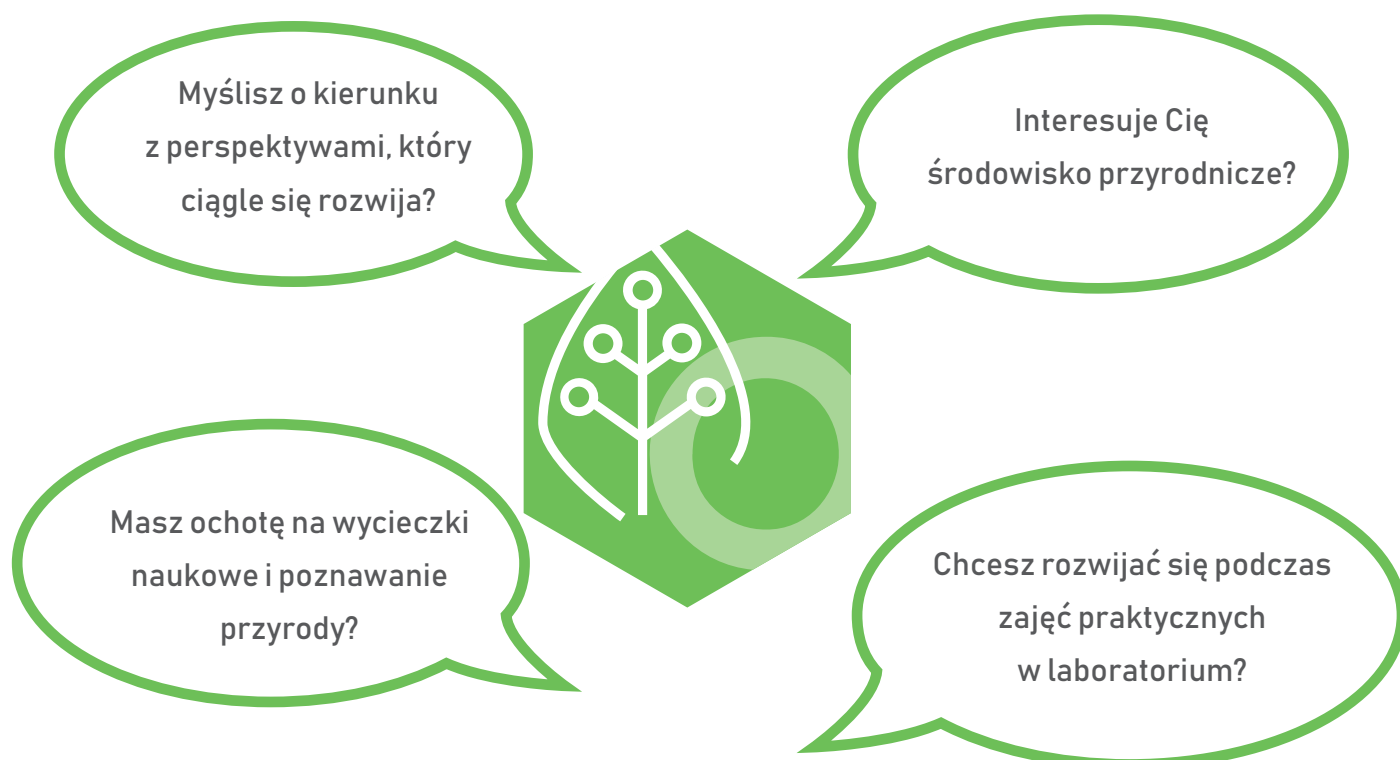 Myślisz o kierunku
z perspektywami, który
ciągle się rozwija?
Interesuje Cię
środowisko przyrodnicze?
Masz ochotę na wycieczki
naukowe i poznawanie
przyrody?
Chcesz rozwijać się podczas
zajęć praktycznych
w laboratorium?